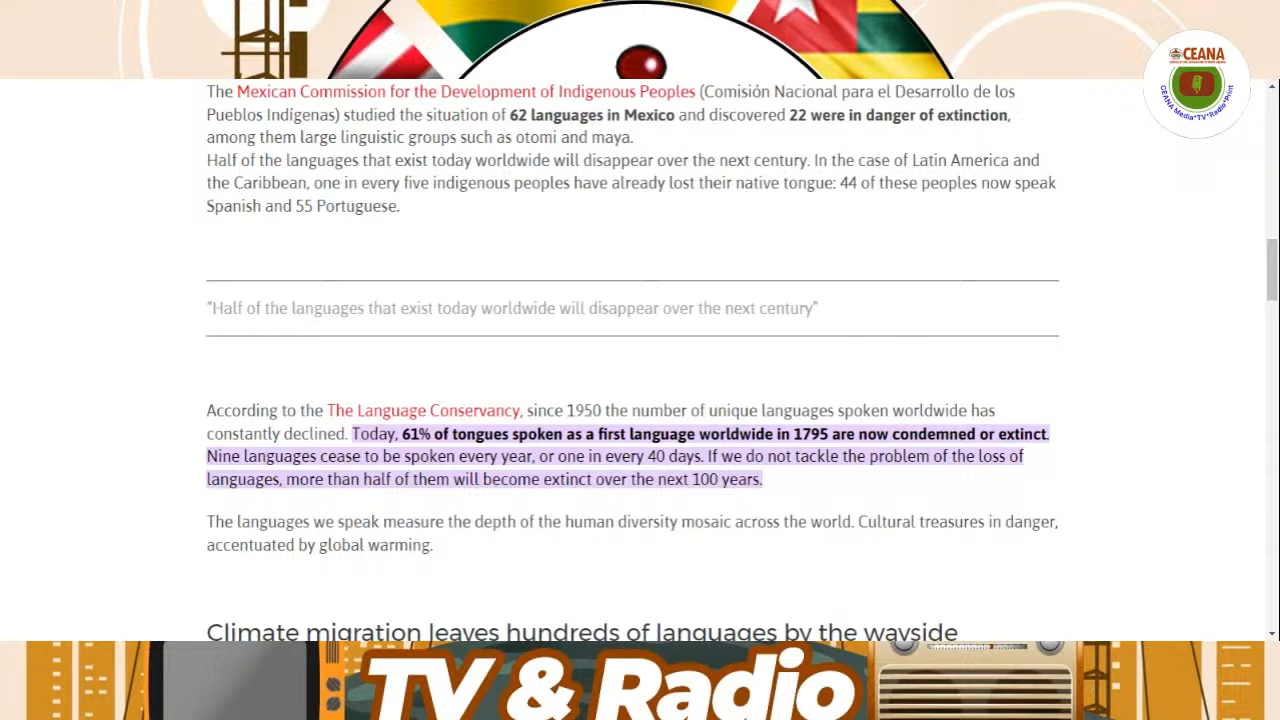 CEANA
CEANA Media*TV*Radio*Print
The Mexican Commission for the Development of Indigenous Peoples (Comisión Nacional para el Desarrollo de los
Pueblos Indígenas) studied the situation of 62 languages in Mexico and discovered 22 were in danger of extinction,
among them large linguistic groups such as otomi and maya.
Half of the languages that exist today worldwide will disappear over the next century. In the case of Latin America and
the Caribbean, one in every five indigenous peoples have already lost their native tongue: 44 of these peoples now speak
Spanish and 55 Portuguese.
“Half of the languages that exist today worldwide will disappear over the next century”
According to the The Language Conservancy, since 1950 the number of unique languages spoken worldwide has
constantly declined. Today, 61% of tongues spoken as a first language worldwide in 1795 are now condemned or extinct.
Nine languages cease to be spoken every year, or one in every 40 days. If we do not tackle the problem of the loss of
languages, more than half of them will become extinct over the next 100 years.
The languages we speak measure the depth of the human diversity mosaic across the world. Cultural treasures in danger,
accentuated by global warming.
Climate migration leaves hundreds of languages by the wayside
TV & Radio